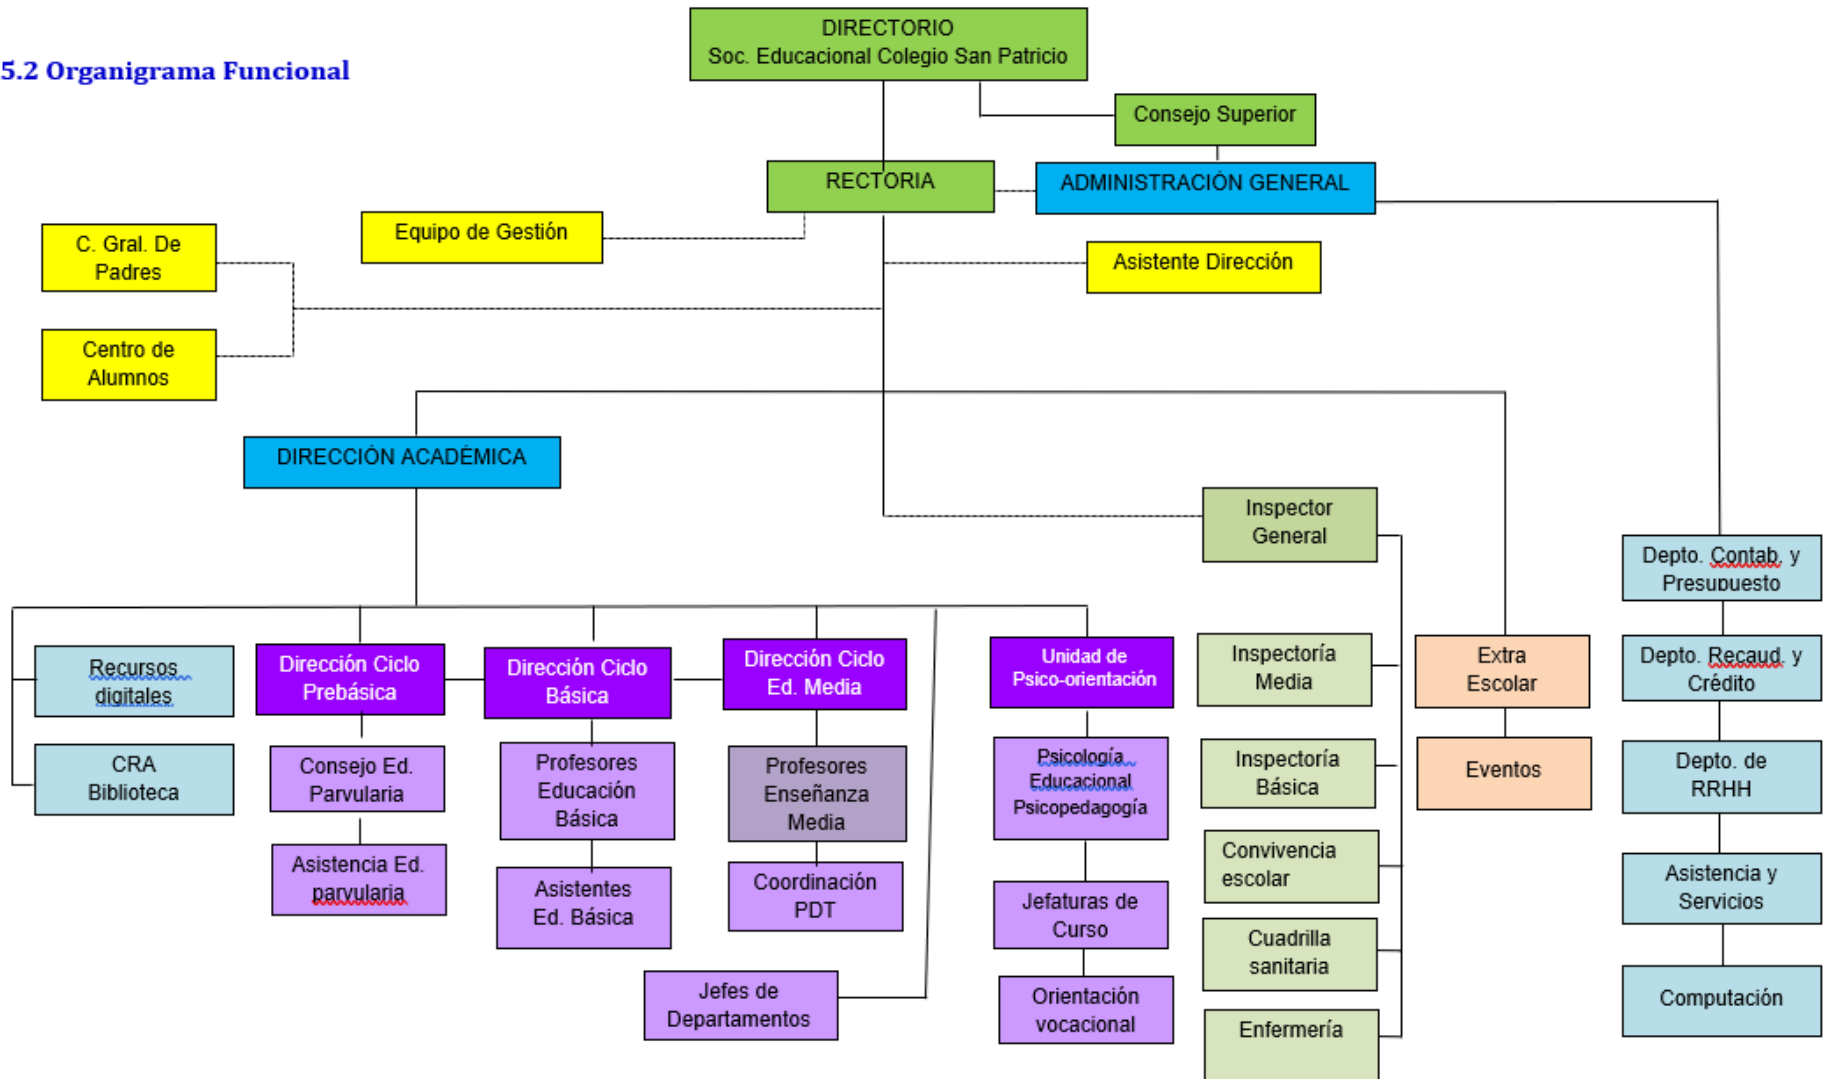 DIRECTORIO
Soc. Educacional Colegio San Patricio
5.2 Organigrama Funcional
Consejo Superior
RECTORIA
ADMINISTRACIÓN GENERAL
Equipo de Gestión
C. Gral. De
Padres
Asistente Dirección
Centro de
Alumnos
DIRECCIÓN ACADÉMICA
Inspector
General
Depto. Contab. y
Presupuesto
Recursos
digitales
Dirección Ciclo
Prebásica
Dirección Ciclo
Básica
Dirección Ciclo
Ed. Media
Unidad de
Psico-orientación
Inspectoría
Media
Extra
Escolar
Depto. Recaud. y
Crédito
CRA
Biblioteca
Consejo Ed.
Parvularia
Profesores
Educación
Básica
Profesores
Enseñanza
Media
Psicología
Educacional
Psicopedagogía
Inspectoría
Básica
Eventos
Depto. de
RRHH
Asistencia Ed.
parvularia
Asistentes
Ed. Básica
Coordinación
PDT
Jefaturas de
Curso
Convivencia
escolar
Asistencia y
Servicios
Cuadrilla
sanitaria
Jefes de
Departamentos
Orientación
vocacional
Enfermería
Computación